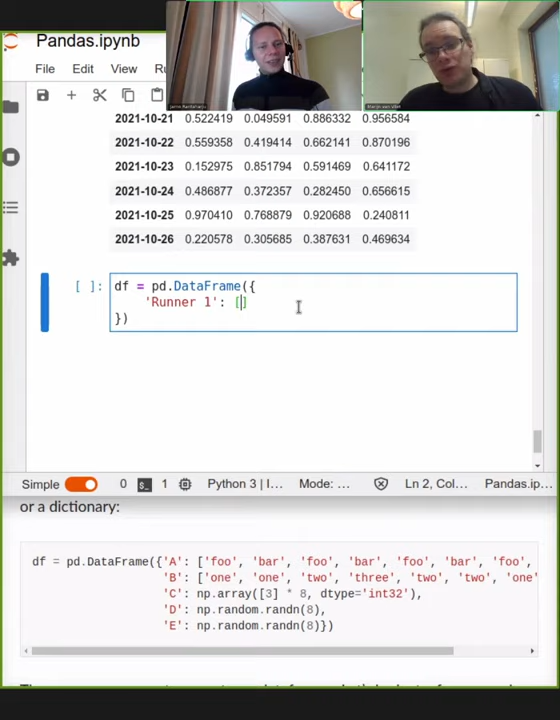 Pandas.ipynb
File Edit View Ru
2021-10-21 0.522419 0.049591 0.886332 0.956584
2021-10-22 0.559358 0.419414 0.662141 0.870196
2021-10-23 0.152975 0.851794 0.591469 0.641172
2021-10-24 0.486877 0.372357 0.282450 0.656615
2021-10-25 0.970410 0.768879 0.920688 0.240811
2021-10-26 0.220578 0.305685 0.387631 0.469634
[ ]: df = pd.DataFrame({
'Runner 1': []
})
Simple 0 1 Python 3 | I... Mode: ... Ln 2, Col... Pandas.ip...
or a dictionary:
df = pd.DataFrame({'A': ['foo', 'bar', 'foo', 'bar', 'foo', 'bar', 'foo',
'B': ['one', 'one', 'two', 'three', 'two', 'two', 'one'
'C': np.array([3] * 8, dtype='int32'),
'D': np.random.randn(8),
'E': np.random.randn(8)})